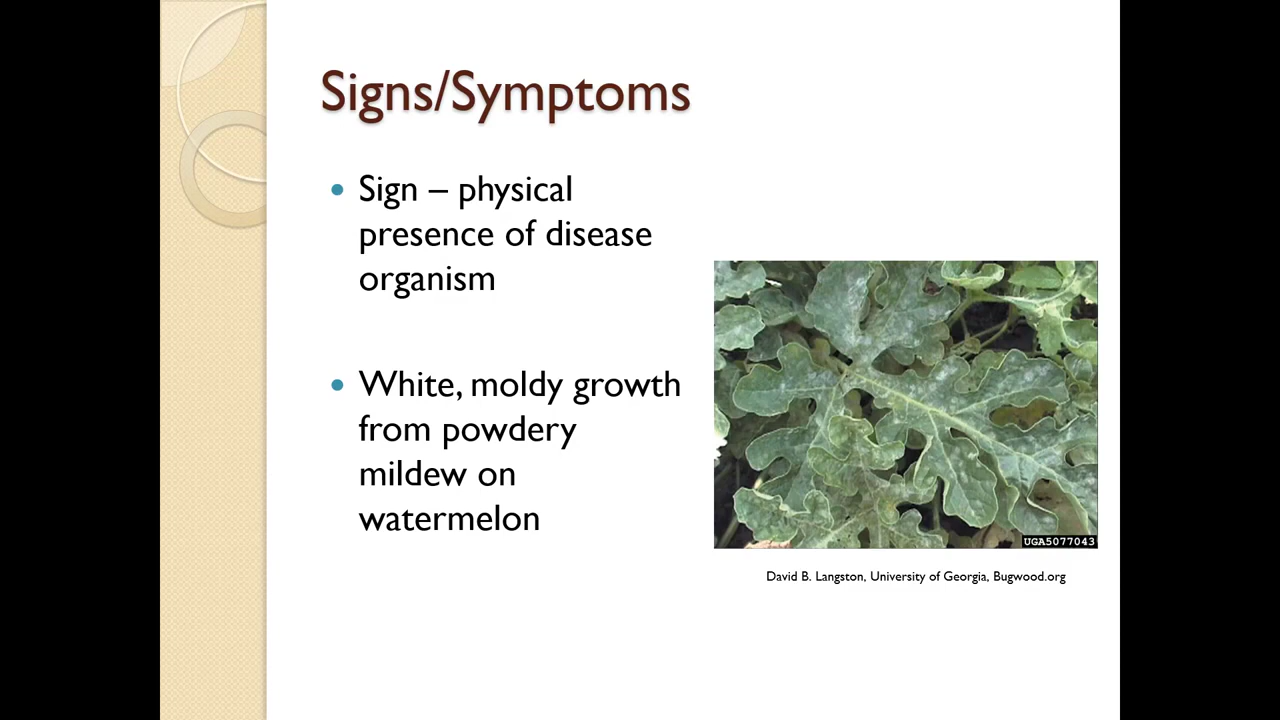 Signs/Symptoms
Sign – physical
presence of disease
organism
White, moldy growth
from powdery
mildew on
watermelon
UGA5077043
David B. Langston, University of Georgia, Bugwood.org